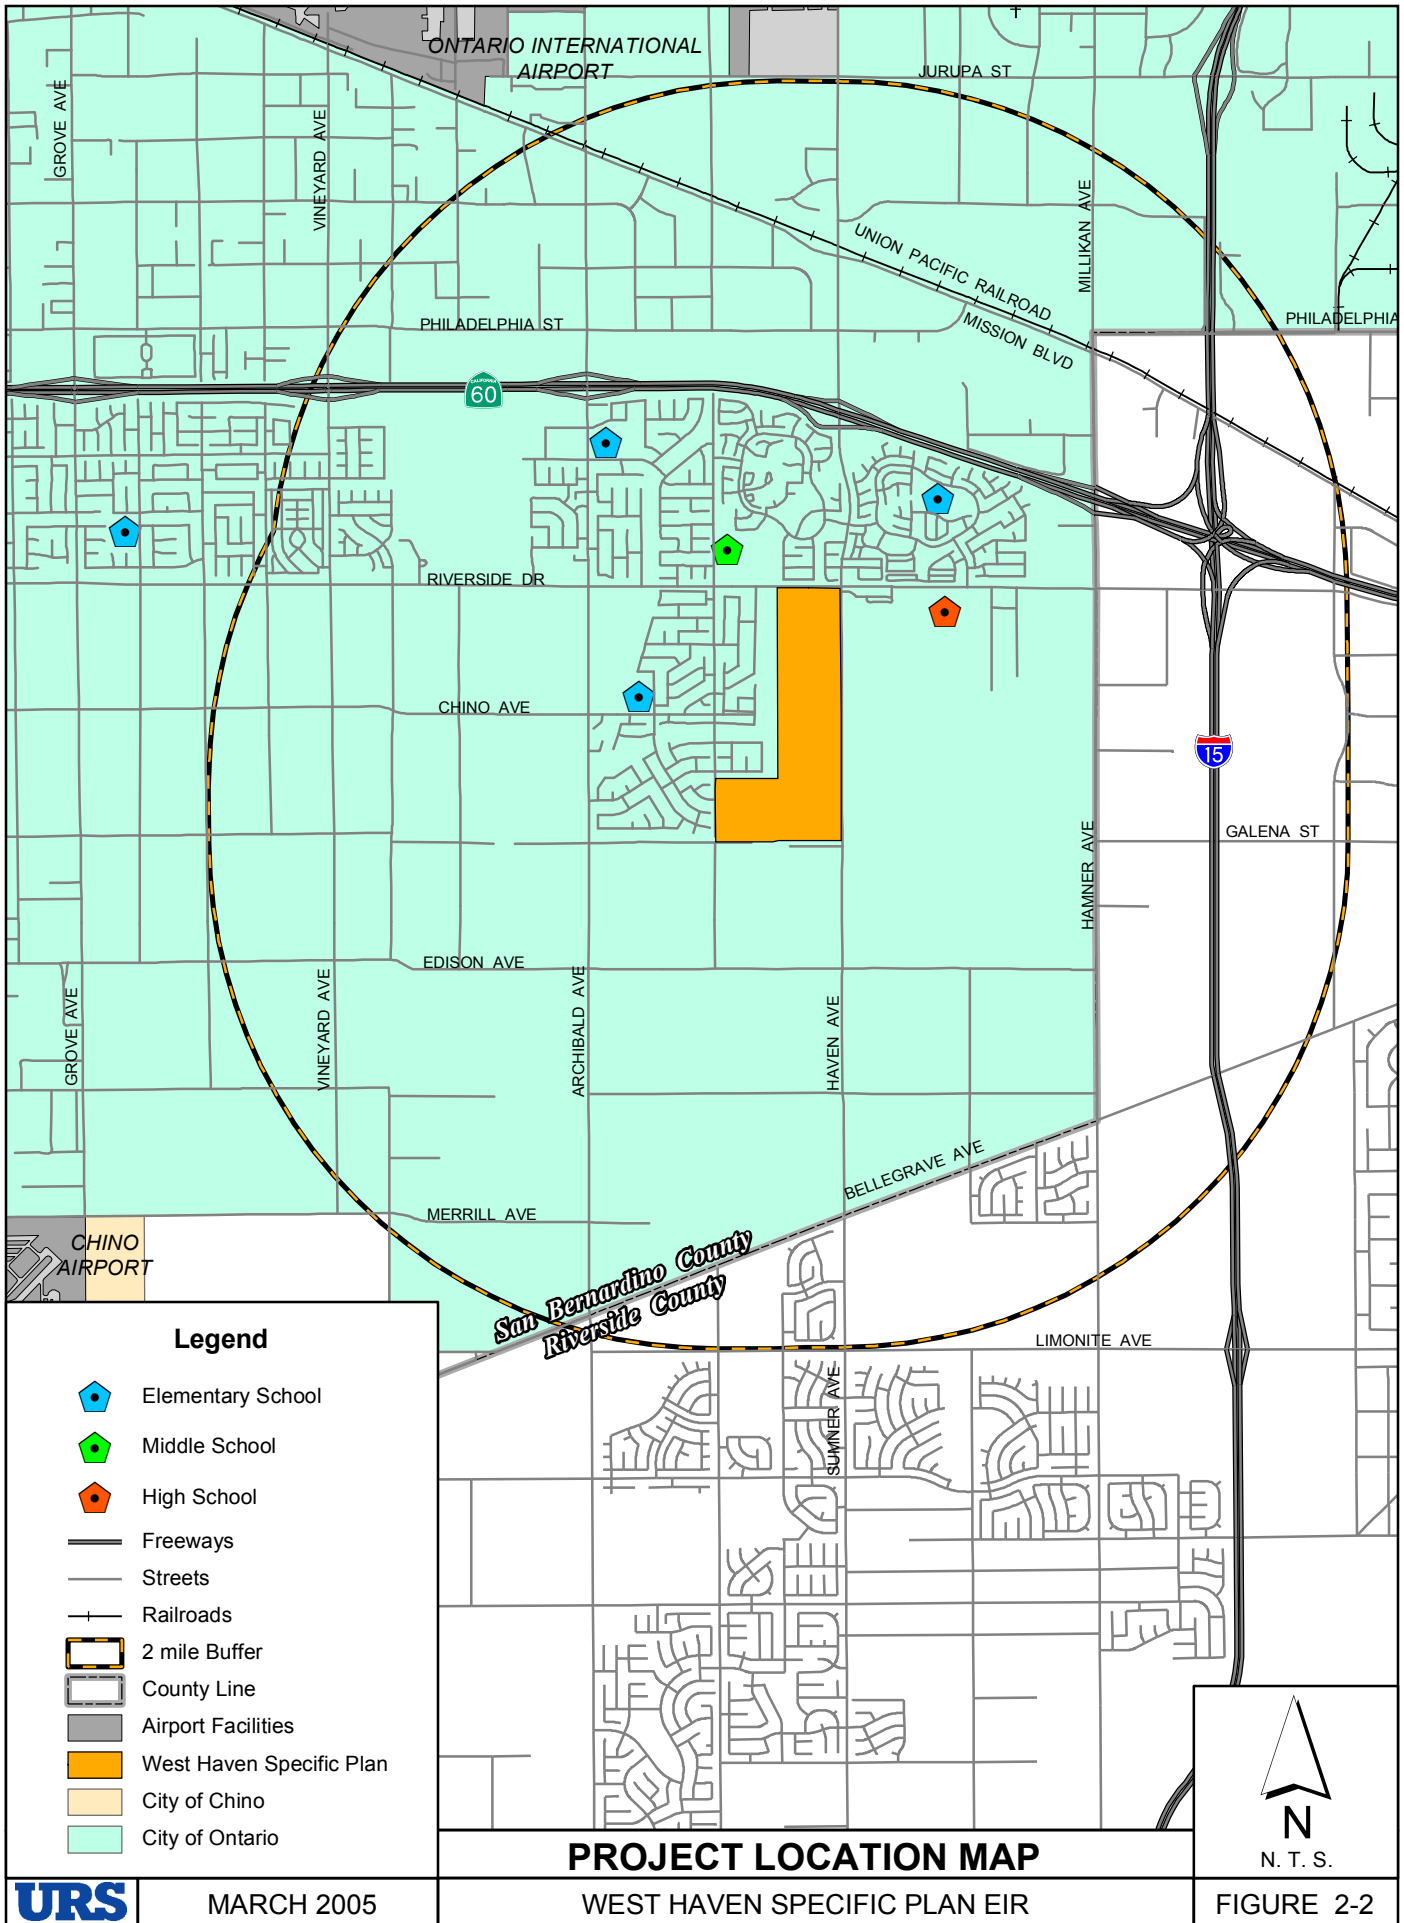 ONTARIO INTERNATIONAL
AIRPORT
JURUPA ST
GROVE AVE
VINEYARD AVE
MILLIKAN AVE
UNION PACIFIC RAILROAD
MISSION BLVD
PHILADELPHIA ST
PHILADELPHIA
CALIFORNIA
60
RIVERSIDE DR
CHINO AVE
15
GALENA ST
HAMNER AVE
EDISON AVE
GROVE AVE
VINEYARD AVE
ARCHIBALD AVE
HAVEN AVE
BELLEGRAVE AVE
MERRILL AVE
CHINO
AIRPORT
San Bernardino County
Riverside County
LIMONITE AVE
SUMNER AVE
Legend
Elementary School
Middle School
High School
Freeways
Streets
Railroads
2 mile Buffer
County Line
Airport Facilities
West Haven Specific Plan
City of Chino
City of Ontario
N
N. T. S.
PROJECT LOCATION MAP
URS
MARCH 2005
WEST HAVEN SPECIFIC PLAN EIR
FIGURE 2-2